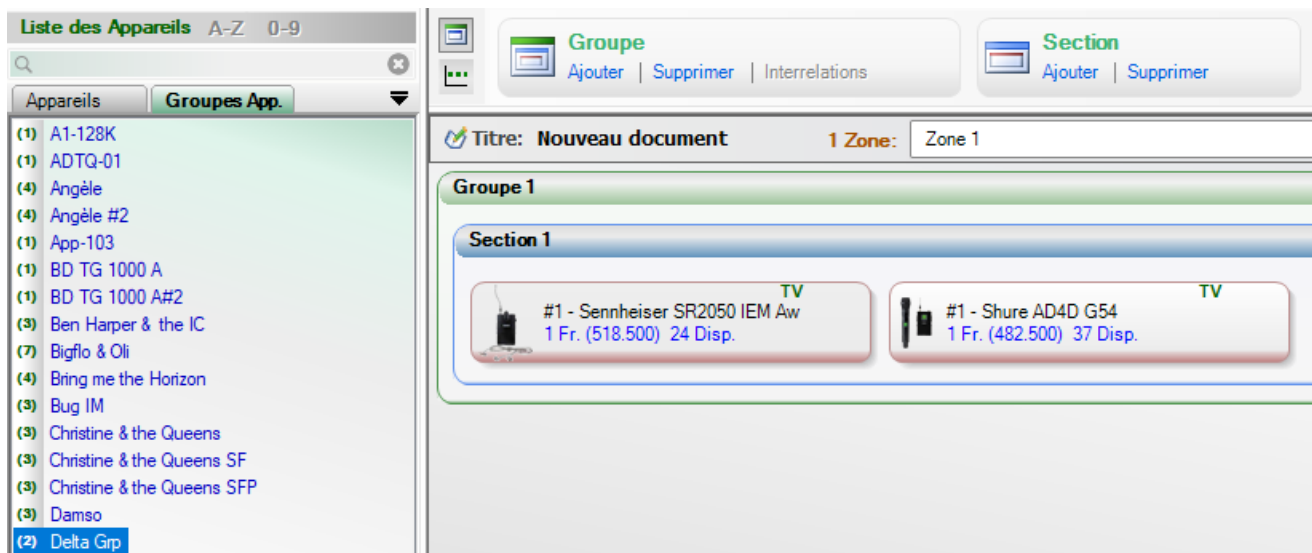 Liste des Appareils A-Z 0-9
Appareils Groupes App.
(1) A1-128K
(1) ADTQ-01
(4) Angèle
(4) Angèle #2
(1) App-103
(1) BD TG 1000 A
(1) BD TG 1000 A#2
(3) Ben Harper & the IC
(7) Bigflo & Oli
(4) Bring me the Horizon
(3) Bug IM
(3) Christine & the Queens
(3) Christine & the Queens SF
(3) Christine & the Queens SFP
(3) Damso
(2) Delta Grp
Groupe
Ajouter | Supprimer | Interrelations
Section
Ajouter | Supprimer
Titre: Nouveau document 1 Zone: Zone 1
Groupe 1
Section 1
TV
#1 - Sennheiser SR2050 IEM Aw
1 Fr. (518.500) 24 Disp.
TV
#1 - Shure AD4D G54
1 Fr. (482.500) 37 Disp.